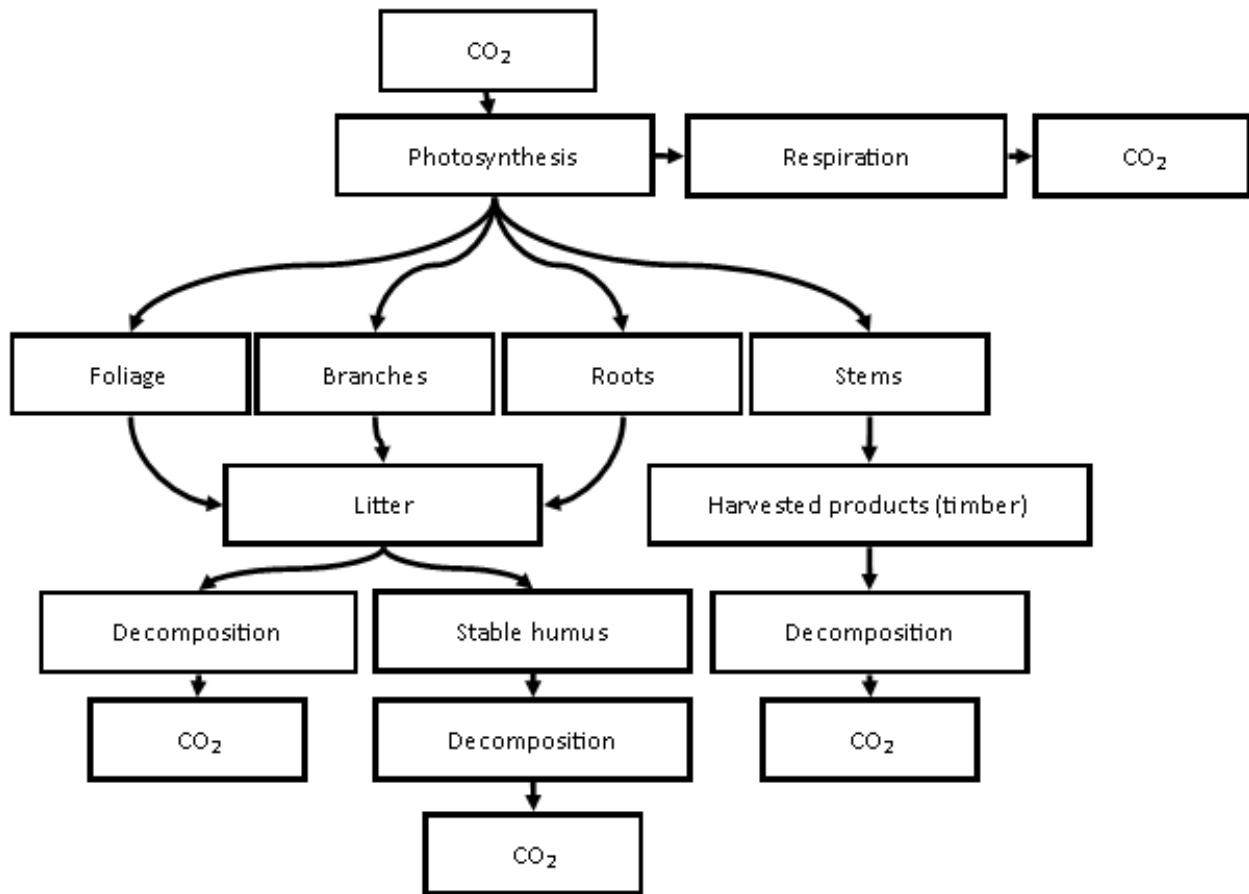 CO₂
Photosynthesis
Respiration
CO₂
Foliage
Branches
Roots
Stems
Litter
Harvested products (timber)
Decomposition
Stable humus
Decomposition
CO₂
Decomposition
CO₂
CO₂